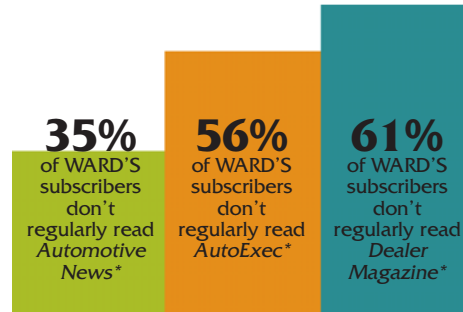 35%
of WARD'S
subscribers
don't
regularly read
Automotive
News*
56%
of WARD'S
subscribers
don't
regularly read
AutoExec*
61%
of WARD'S
subscribers
don't
regularly read
Dealer
Magazine*